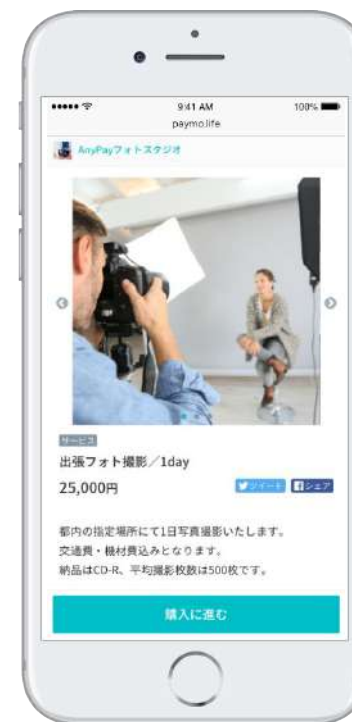 9:41 AM
100%
paymo.life
AnyPayフォトスタジオ
サービス
出張フォト撮影／1day
25,000円
ツイート
シェア
都内の指定場所にて1日写真撮影いたします。
交通費・機材費込みとなります。
納品はCD-R、平均撮影枚数は500枚です。
購入に進む